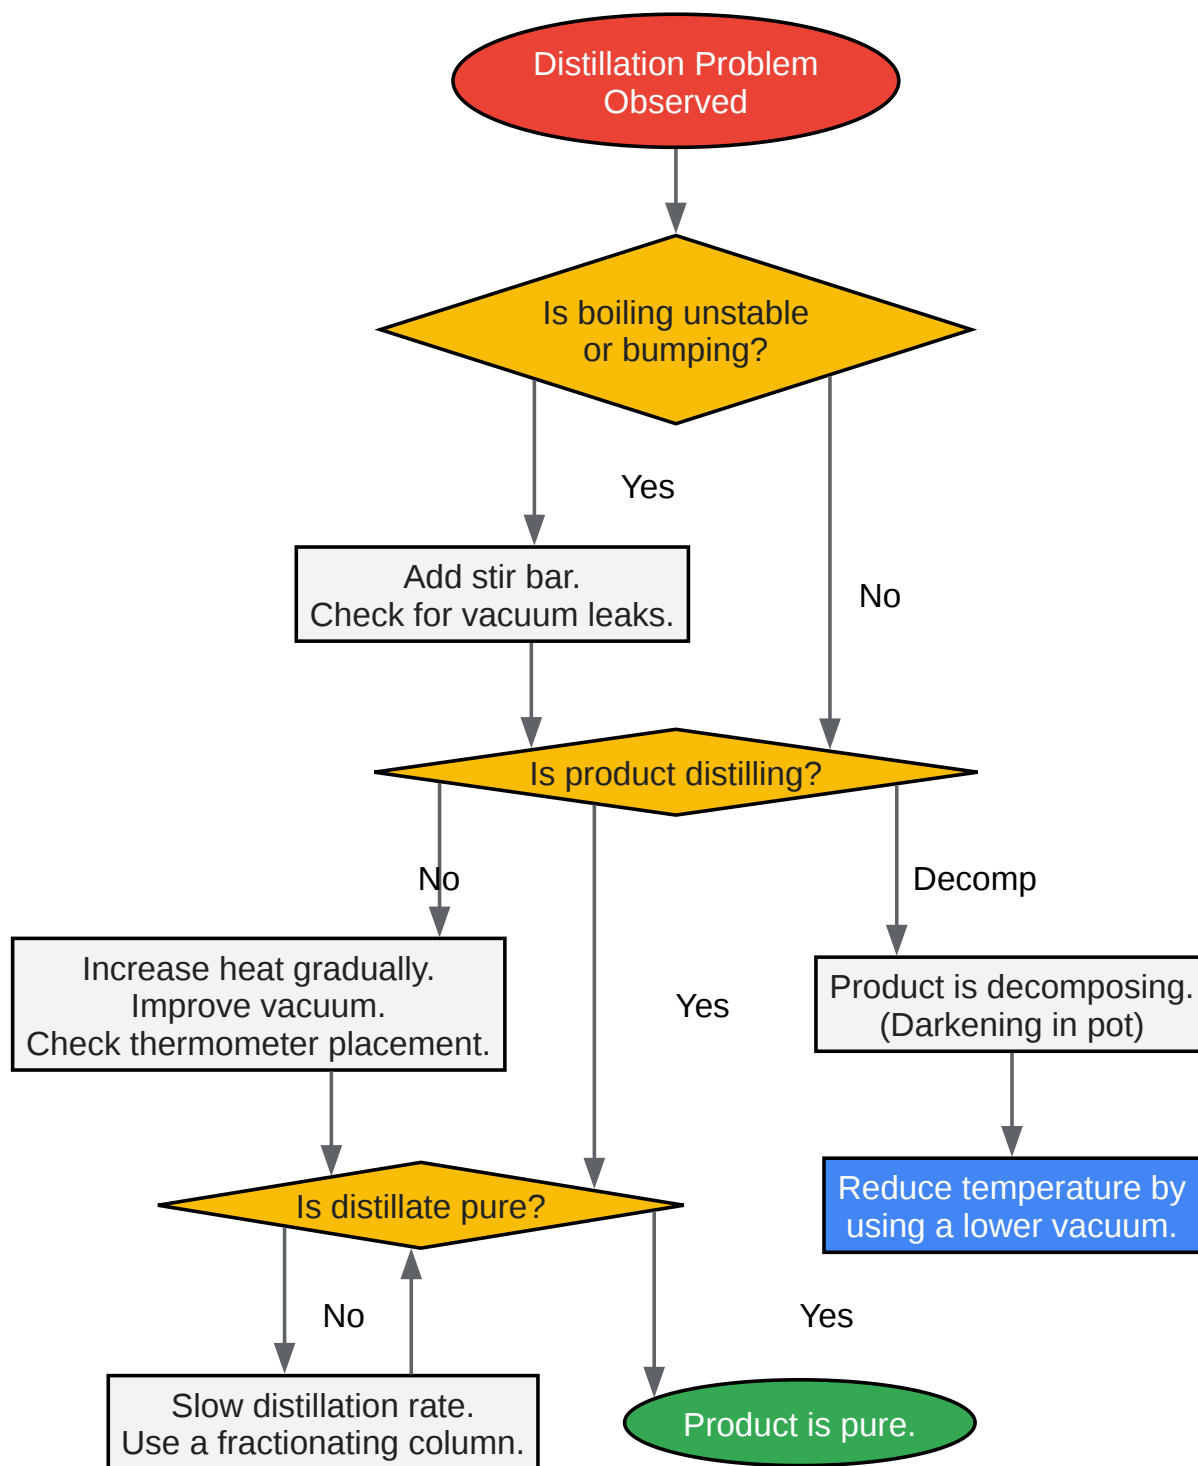 Distillation Problem
Observed
Is boiling unstable
or bumping?
Yes
Add stir bar.
Check for vacuum leaks.
No
Is product distilling?
No
Decomp
Increase heat gradually.
Improve vacuum.
Check thermometer placement.
Yes
Product is decomposing.
(Darkening in pot)
Is distillate pure?
Reduce temperature by
using a lower vacuum.
No
Yes
Slow distillation rate.
Use a fractionating column.
Product is pure.